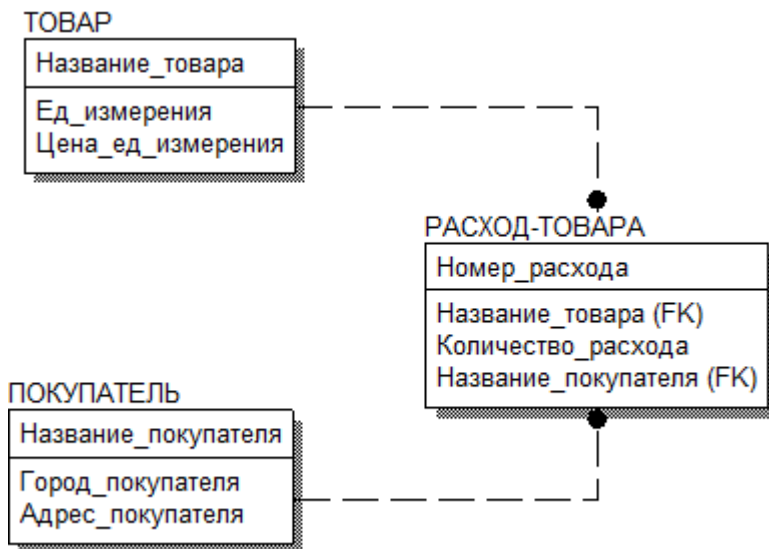 ТОВАР
Название_товара
Ед_измерения
Цена_ед_измерения
РАСХОД-ТОВАРА
Номер_расхода
Название_товара (FK)
Количество_расхода
Название_покупателя (FK)
ПОКУПАТЕЛЬ
Название_покупателя
Город_покупателя
Адрес_покупателя